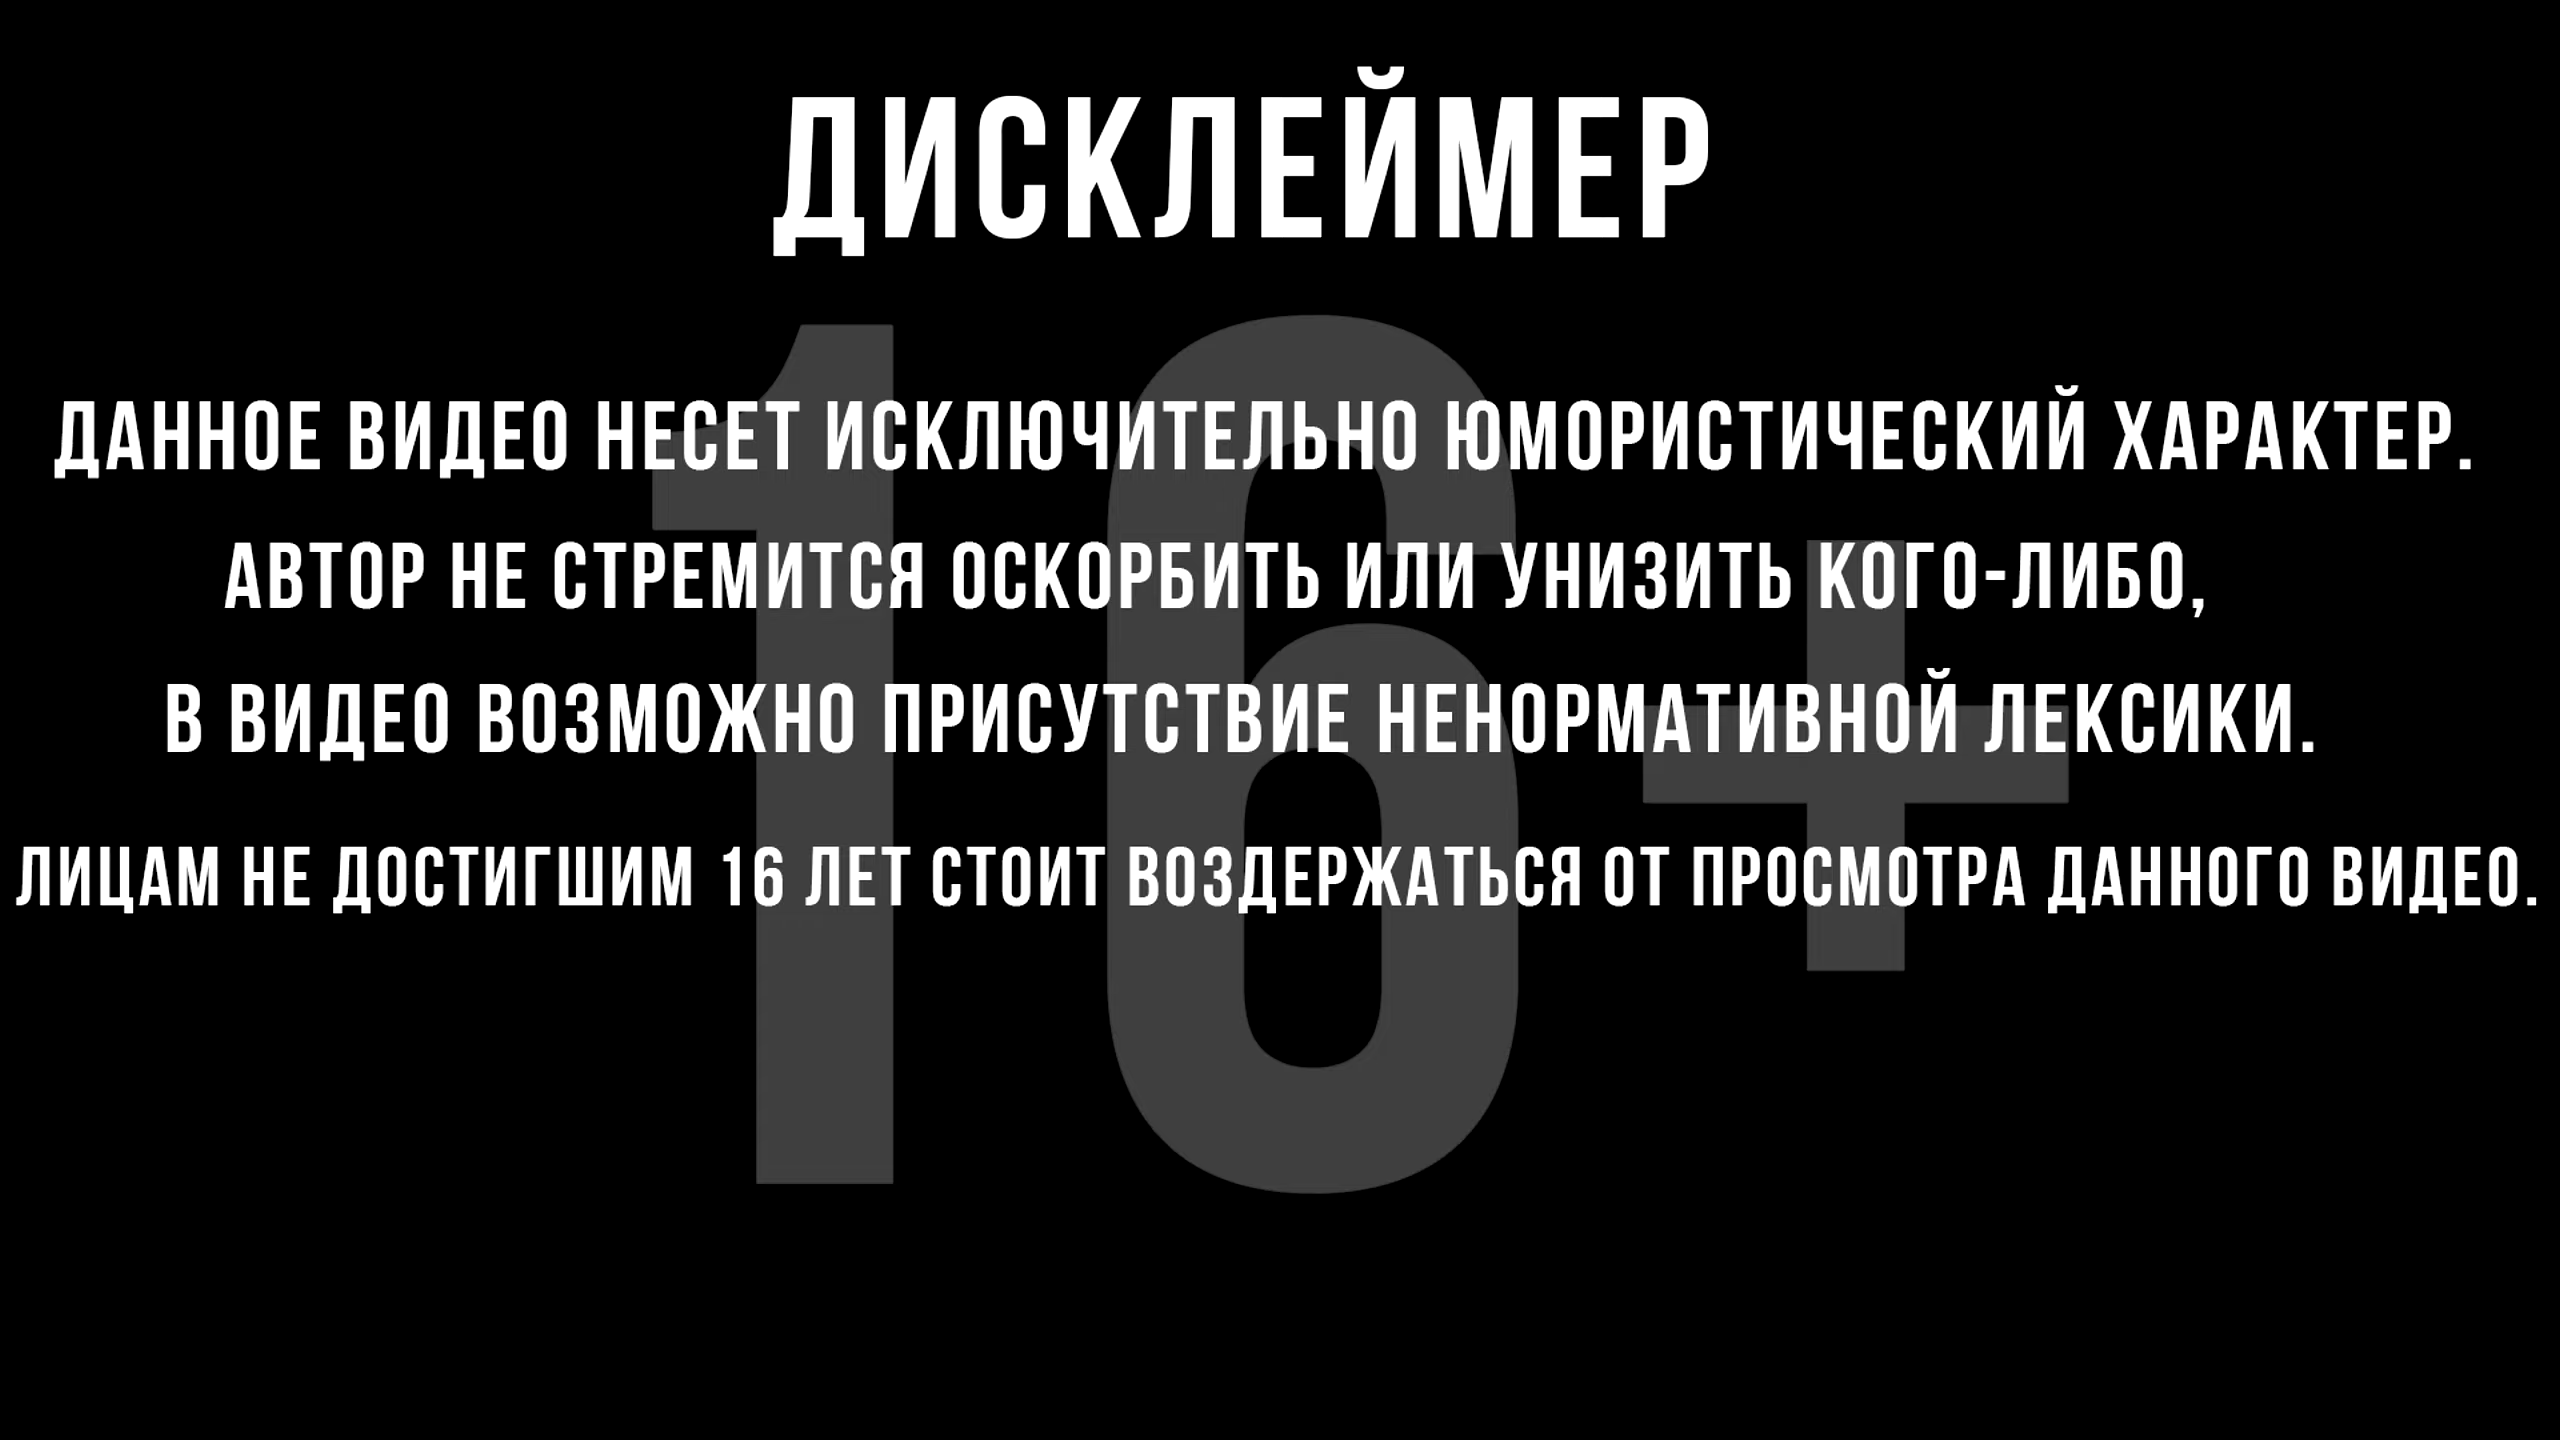 ДИСКЛЕЙМЕР
ДАННОЕ ВИДЕО НЕСЕТ ИСКЛЮЧИТЕЛЬНО ЮМОРИСТИЧЕСКИЙ ХАРАКТЕР.
АВТОР НЕ СТРЕМИТСЯ ОСКОРБИТЬ ИЛИ УНИЗИТЬ КОГО-ЛИБО,
В ВИДЕО ВОЗМОЖНО ПРИСУТСТВИЕ НЕНОРМАТИВНОЙ ЛЕКСИКИ.
ЛИЦАМ НЕ ДОСТИГШИМ 16 ЛЕТ СТОИТ ВОЗДЕРЖАТЬСЯ ОТ ПРОСМОТРА ДАННОГО ВИДЕО.
16+